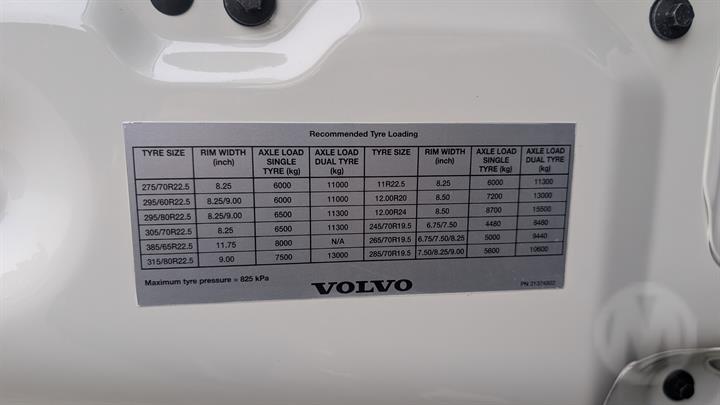 Recommended Tyre Loading
TYRE SIZE RIM WIDTH (inch) AXLE LOAD SINGLE TYRE (kg) AXLE LOAD DUAL TYRE (kg) TYRE SIZE RIM WIDTH (inch) AXLE LOAD SINGLE TYRE (kg) AXLE LOAD DUAL TYRE (kg)
275/70R22.5 8.25 6000 11000 11R22.5 8.25 6000 11300
295/60R22.5 8.25/9.00 6000 11000 12.00R20 8.50 7200 13000
295/80R22.5 8.25/9.00 6500 11300 12.00R24 8.50 8700 15500
305/70R22.5 8.25 6500 11300 245/70R19.5 6.75/7.50 4480 8480
385/65R22.5 11.75 8000 N/A 265/70R19.5 6.75/7.50/8.25 5000 9440
315/80R22.5 9.00 7500 13000 285/70R19.5 7.50/8.25/9.00 5600 10600
Maximum tyre pressure = 825 kPa
VOLVO
PN
M